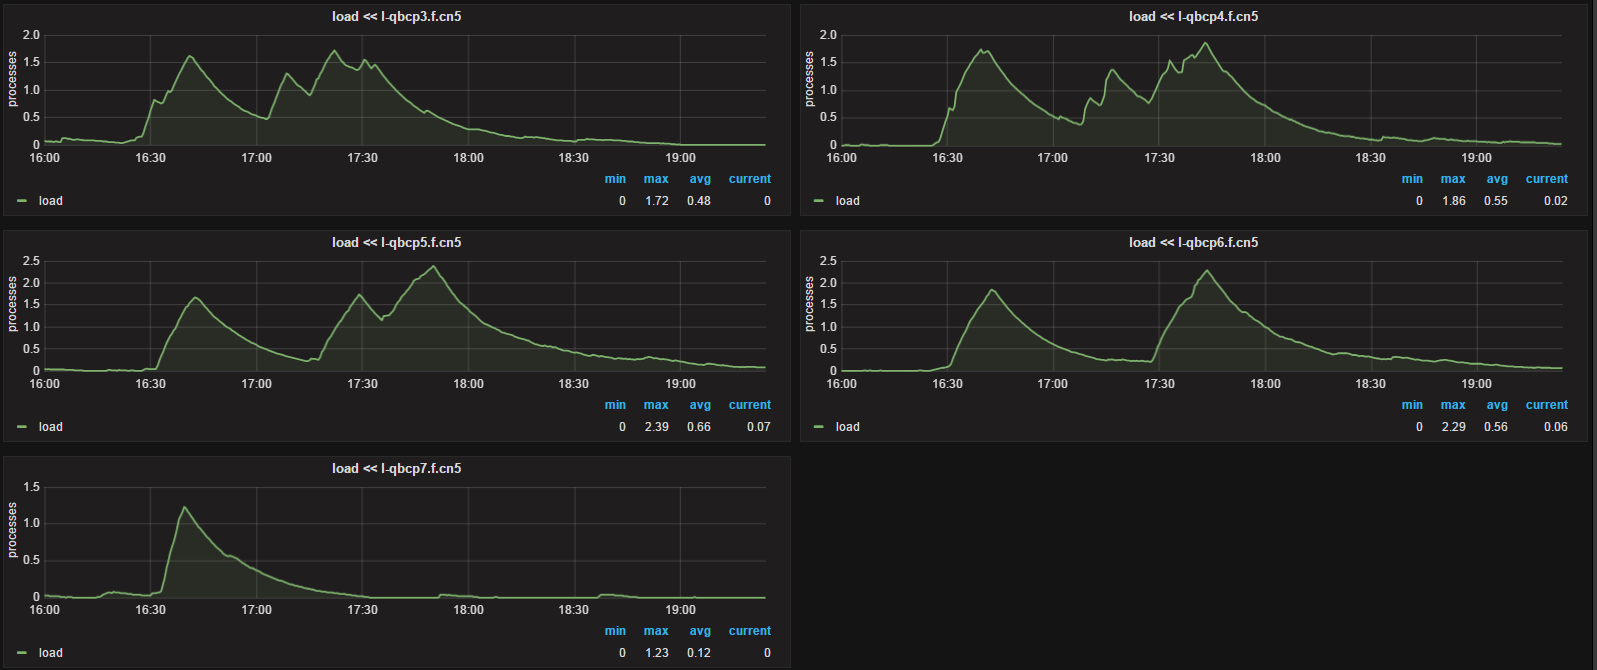 load << l-qbcp3.f.cn5
processes
2.0
1.5
1.0
0.5
0
16:00 16:30 17:00 17:30 18:00 18:30 19:00
min max avg current
load 0 1.72 0.48 0
load << l-qbcp4.f.cn5
processes
2.0
1.5
1.0
0.5
0
16:00 16:30 17:00 17:30 18:00 18:30 19:00
min max avg current
load 0 1.86 0.55 0.02
load << l-qbcp5.f.cn5
processes
2.5
2.0
1.5
1.0
0.5
0
16:00 16:30 17:00 17:30 18:00 18:30 19:00
min max avg current
load 0 2.39 0.66 0.07
load << l-qbcp6.f.cn5
processes
2.5
2.0
1.5
1.0
0.5
0
16:00 16:30 17:00 17:30 18:00 18:30 19:00
min max avg current
load 0 2.29 0.56 0.06
load << l-qbcp7.f.cn5
processes
1.5
1.0
0.5
0
16:00 16:30 17:00 17:30 18:00 18:30 19:00
min max avg current
load 0 1.23 0.12 0